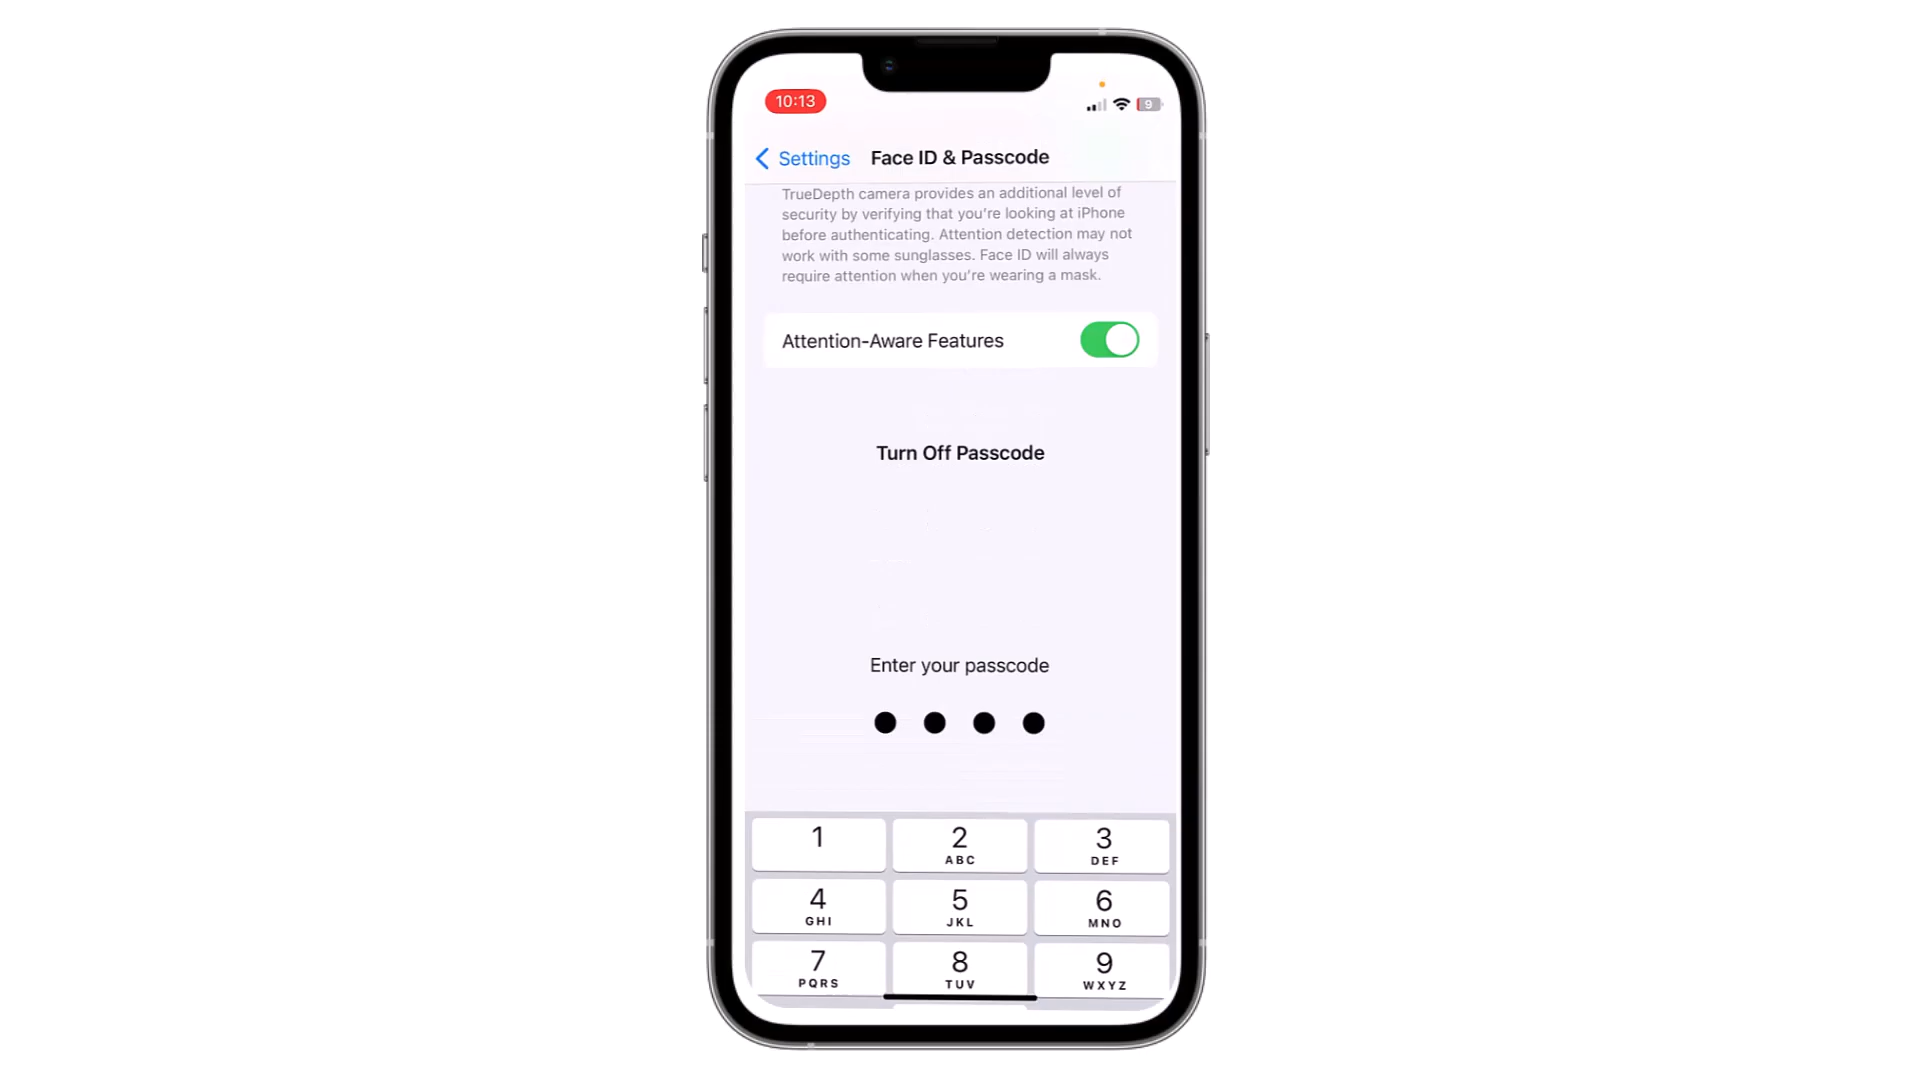 10:13
9
Settings
Face ID & Passcode
TrueDepth camera provides an additional level of
security by verifying that you're looking at iPhone
before authenticating. Attention detection may not
work with some sunglasses. Face ID will always
require attention when you're wearing a mask.
Attention-Aware Features
Turn Off Passcode
Enter your passcode
1
2
ABC
3
DEF
4
GHI
5
JKL
6
MNO
7
PQRS
8
TUV
9
WXYZ